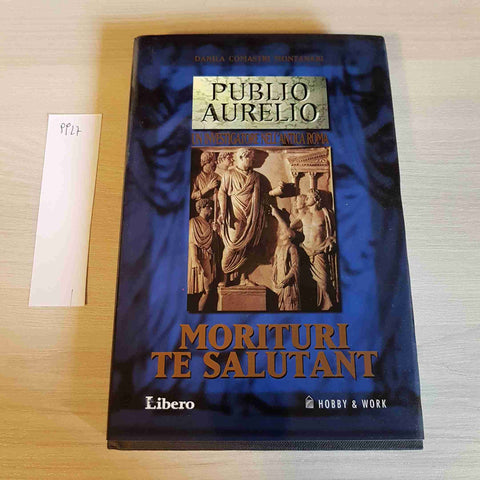 DANILA COMASTRI MONTANARI
PUBLIO
AURELIO
UN INVESTIGATORE NELL'ANTICA ROMA
MORITURI
TE SALUTANT
Libero
HOBBY & WORK
PP27